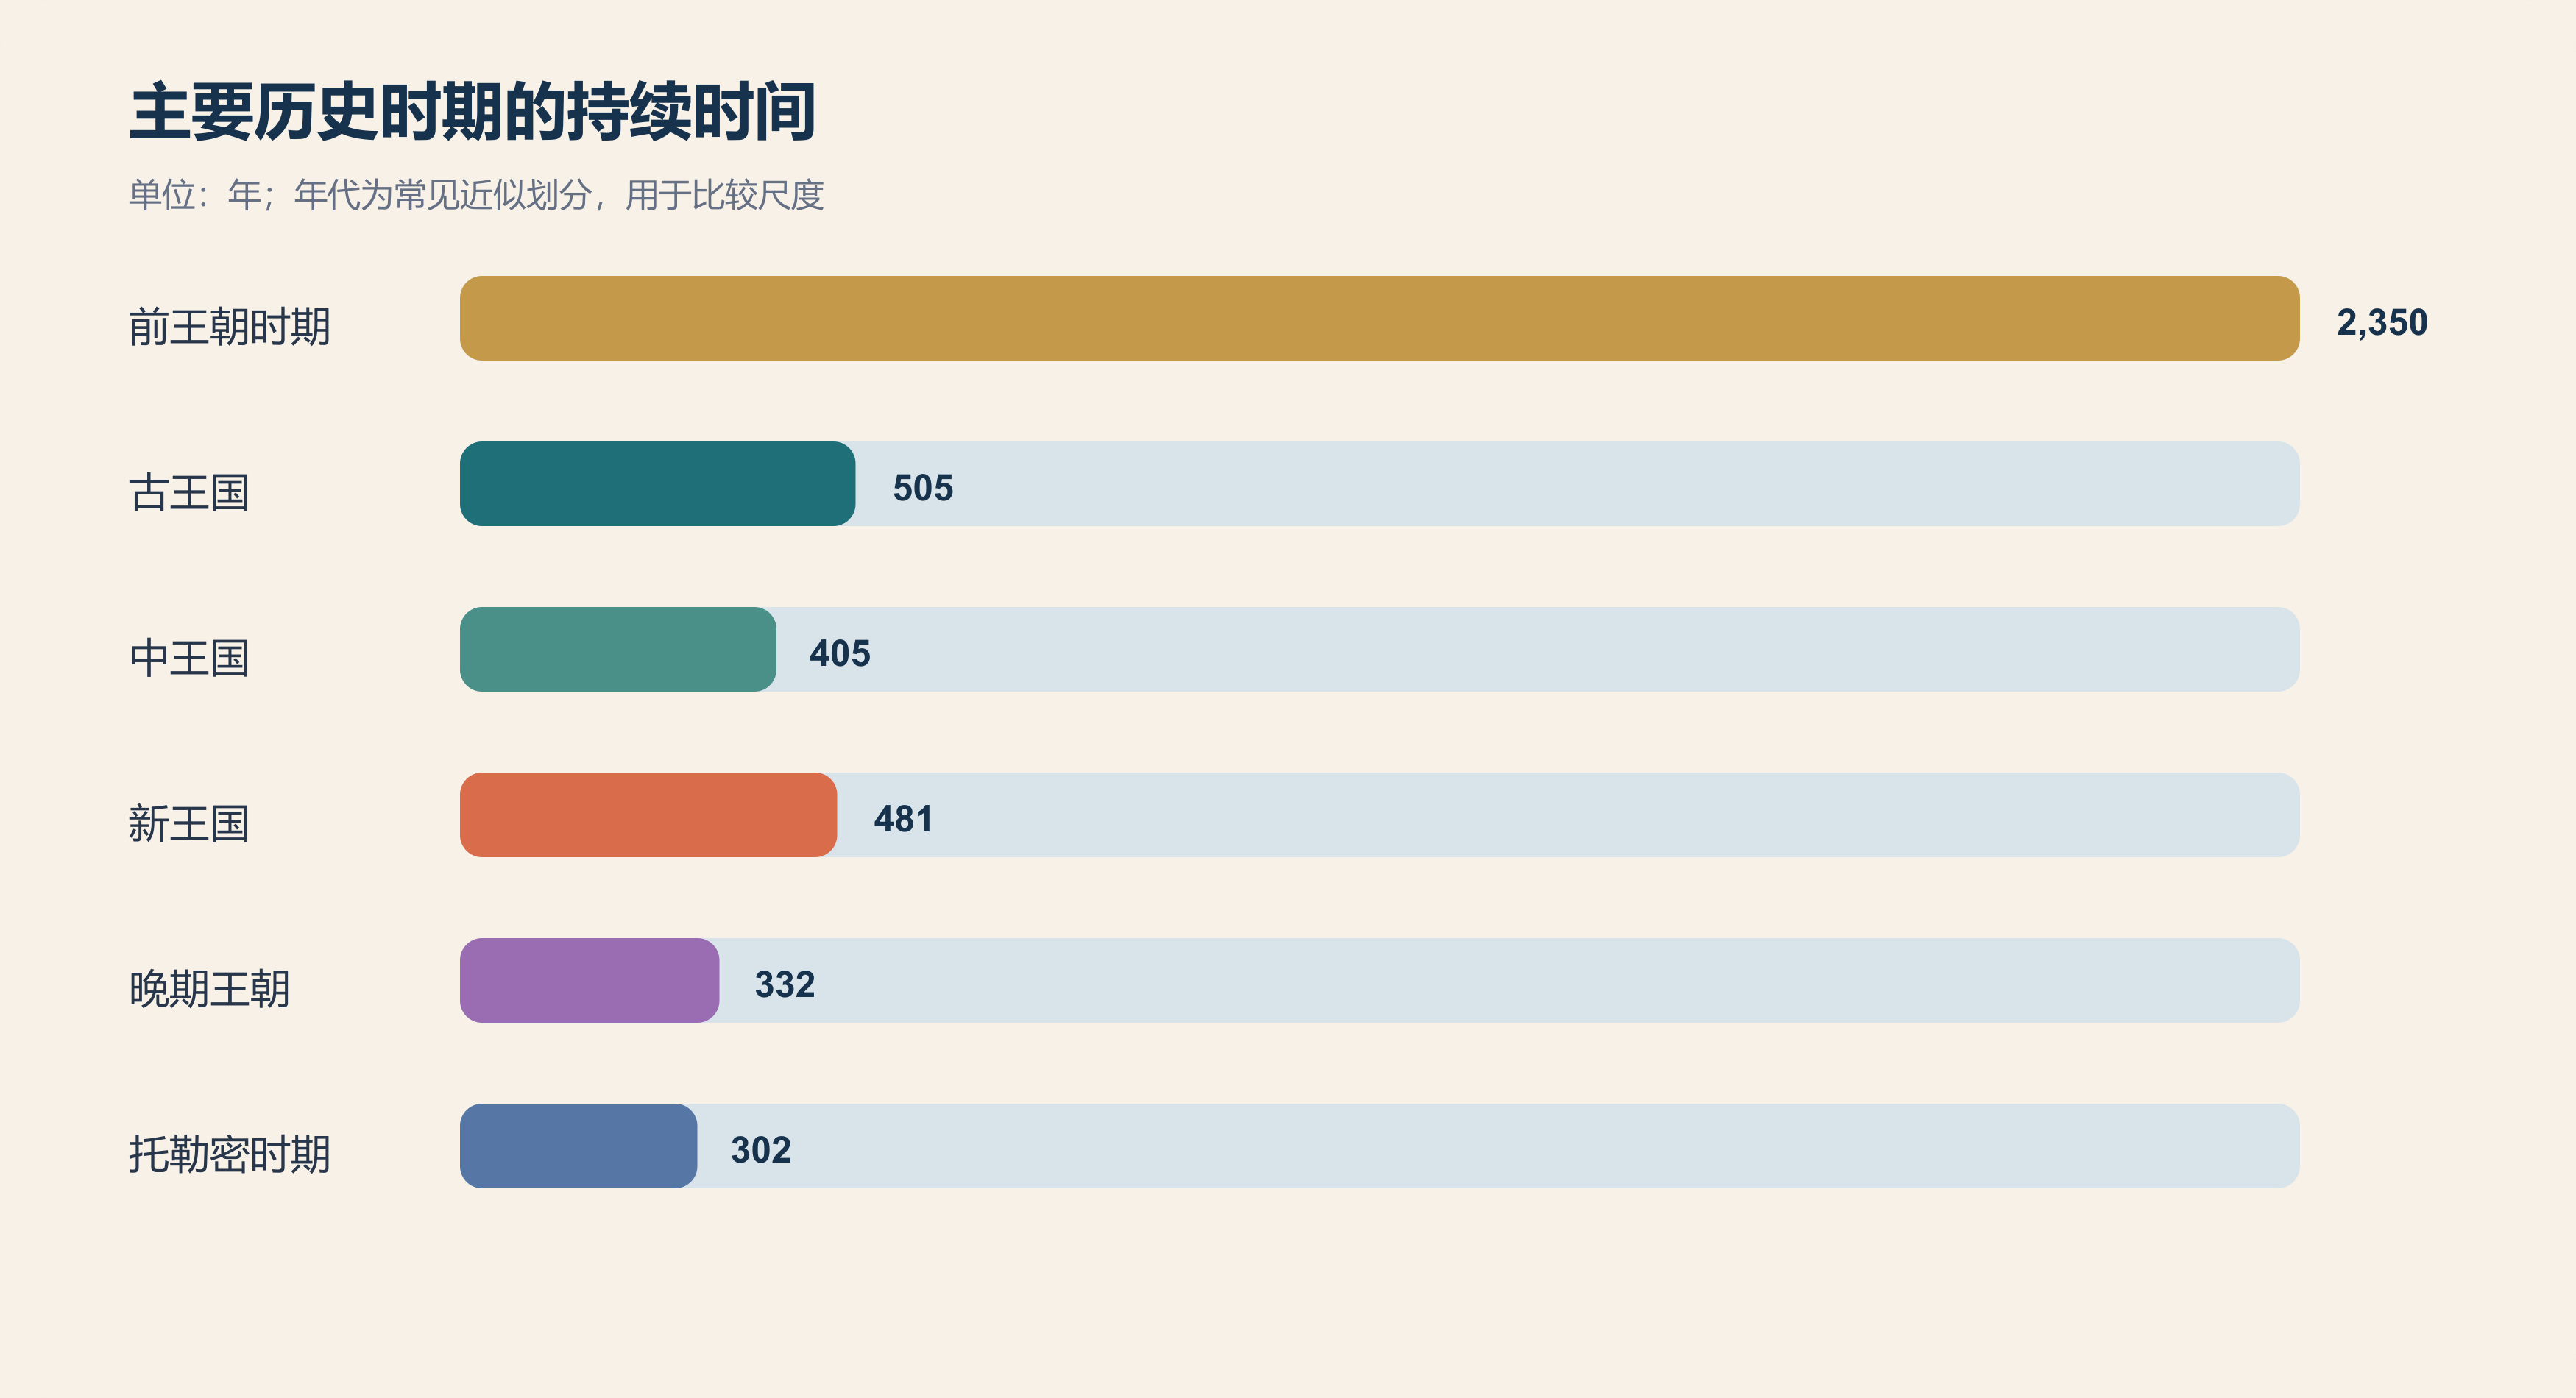 主要历史时期的持续时间
单位：年；年代为常见近似划分，用于比较尺度
前王朝时期 2,350
古王国 505
中王国 405
新王国 481
晚期王朝 332
托勒密时期 302